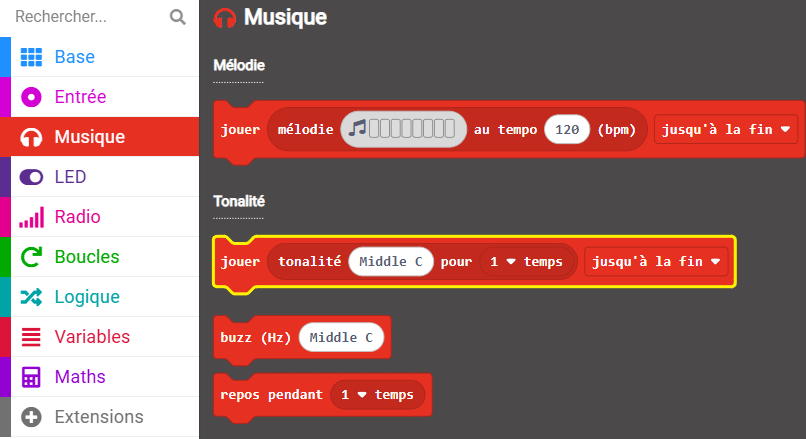 Rechercher...
Base
Entrée
Musique
LED
Radio
Boucles
Logique
Variables
Maths
Extensions
Musique
Mélodie
jouer mélodie au tempo 120 (bpm) jusqu'à la fin
Tonalité
jouer tonalité Middle C pour 1 temps jusqu'à la fin
buzz (Hz) Middle C
repos pendant 1 temps